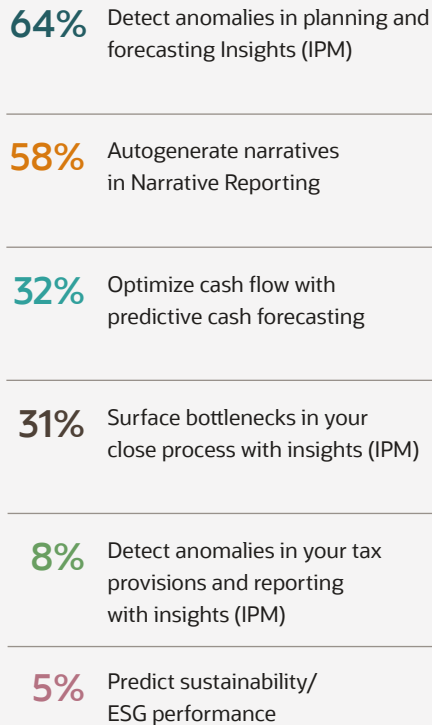 64% Detect anomalies in planning and
forecasting Insights (IPM)
58% Autogenerate narratives
in Narrative Reporting
32% Optimize cash flow with
predictive cash forecasting
31% Surface bottlenecks in your
close process with insights (IPM)
8% Detect anomalies in your tax
provisions and reporting
with insights (IPM)
5% Predict sustainability/
ESG performance